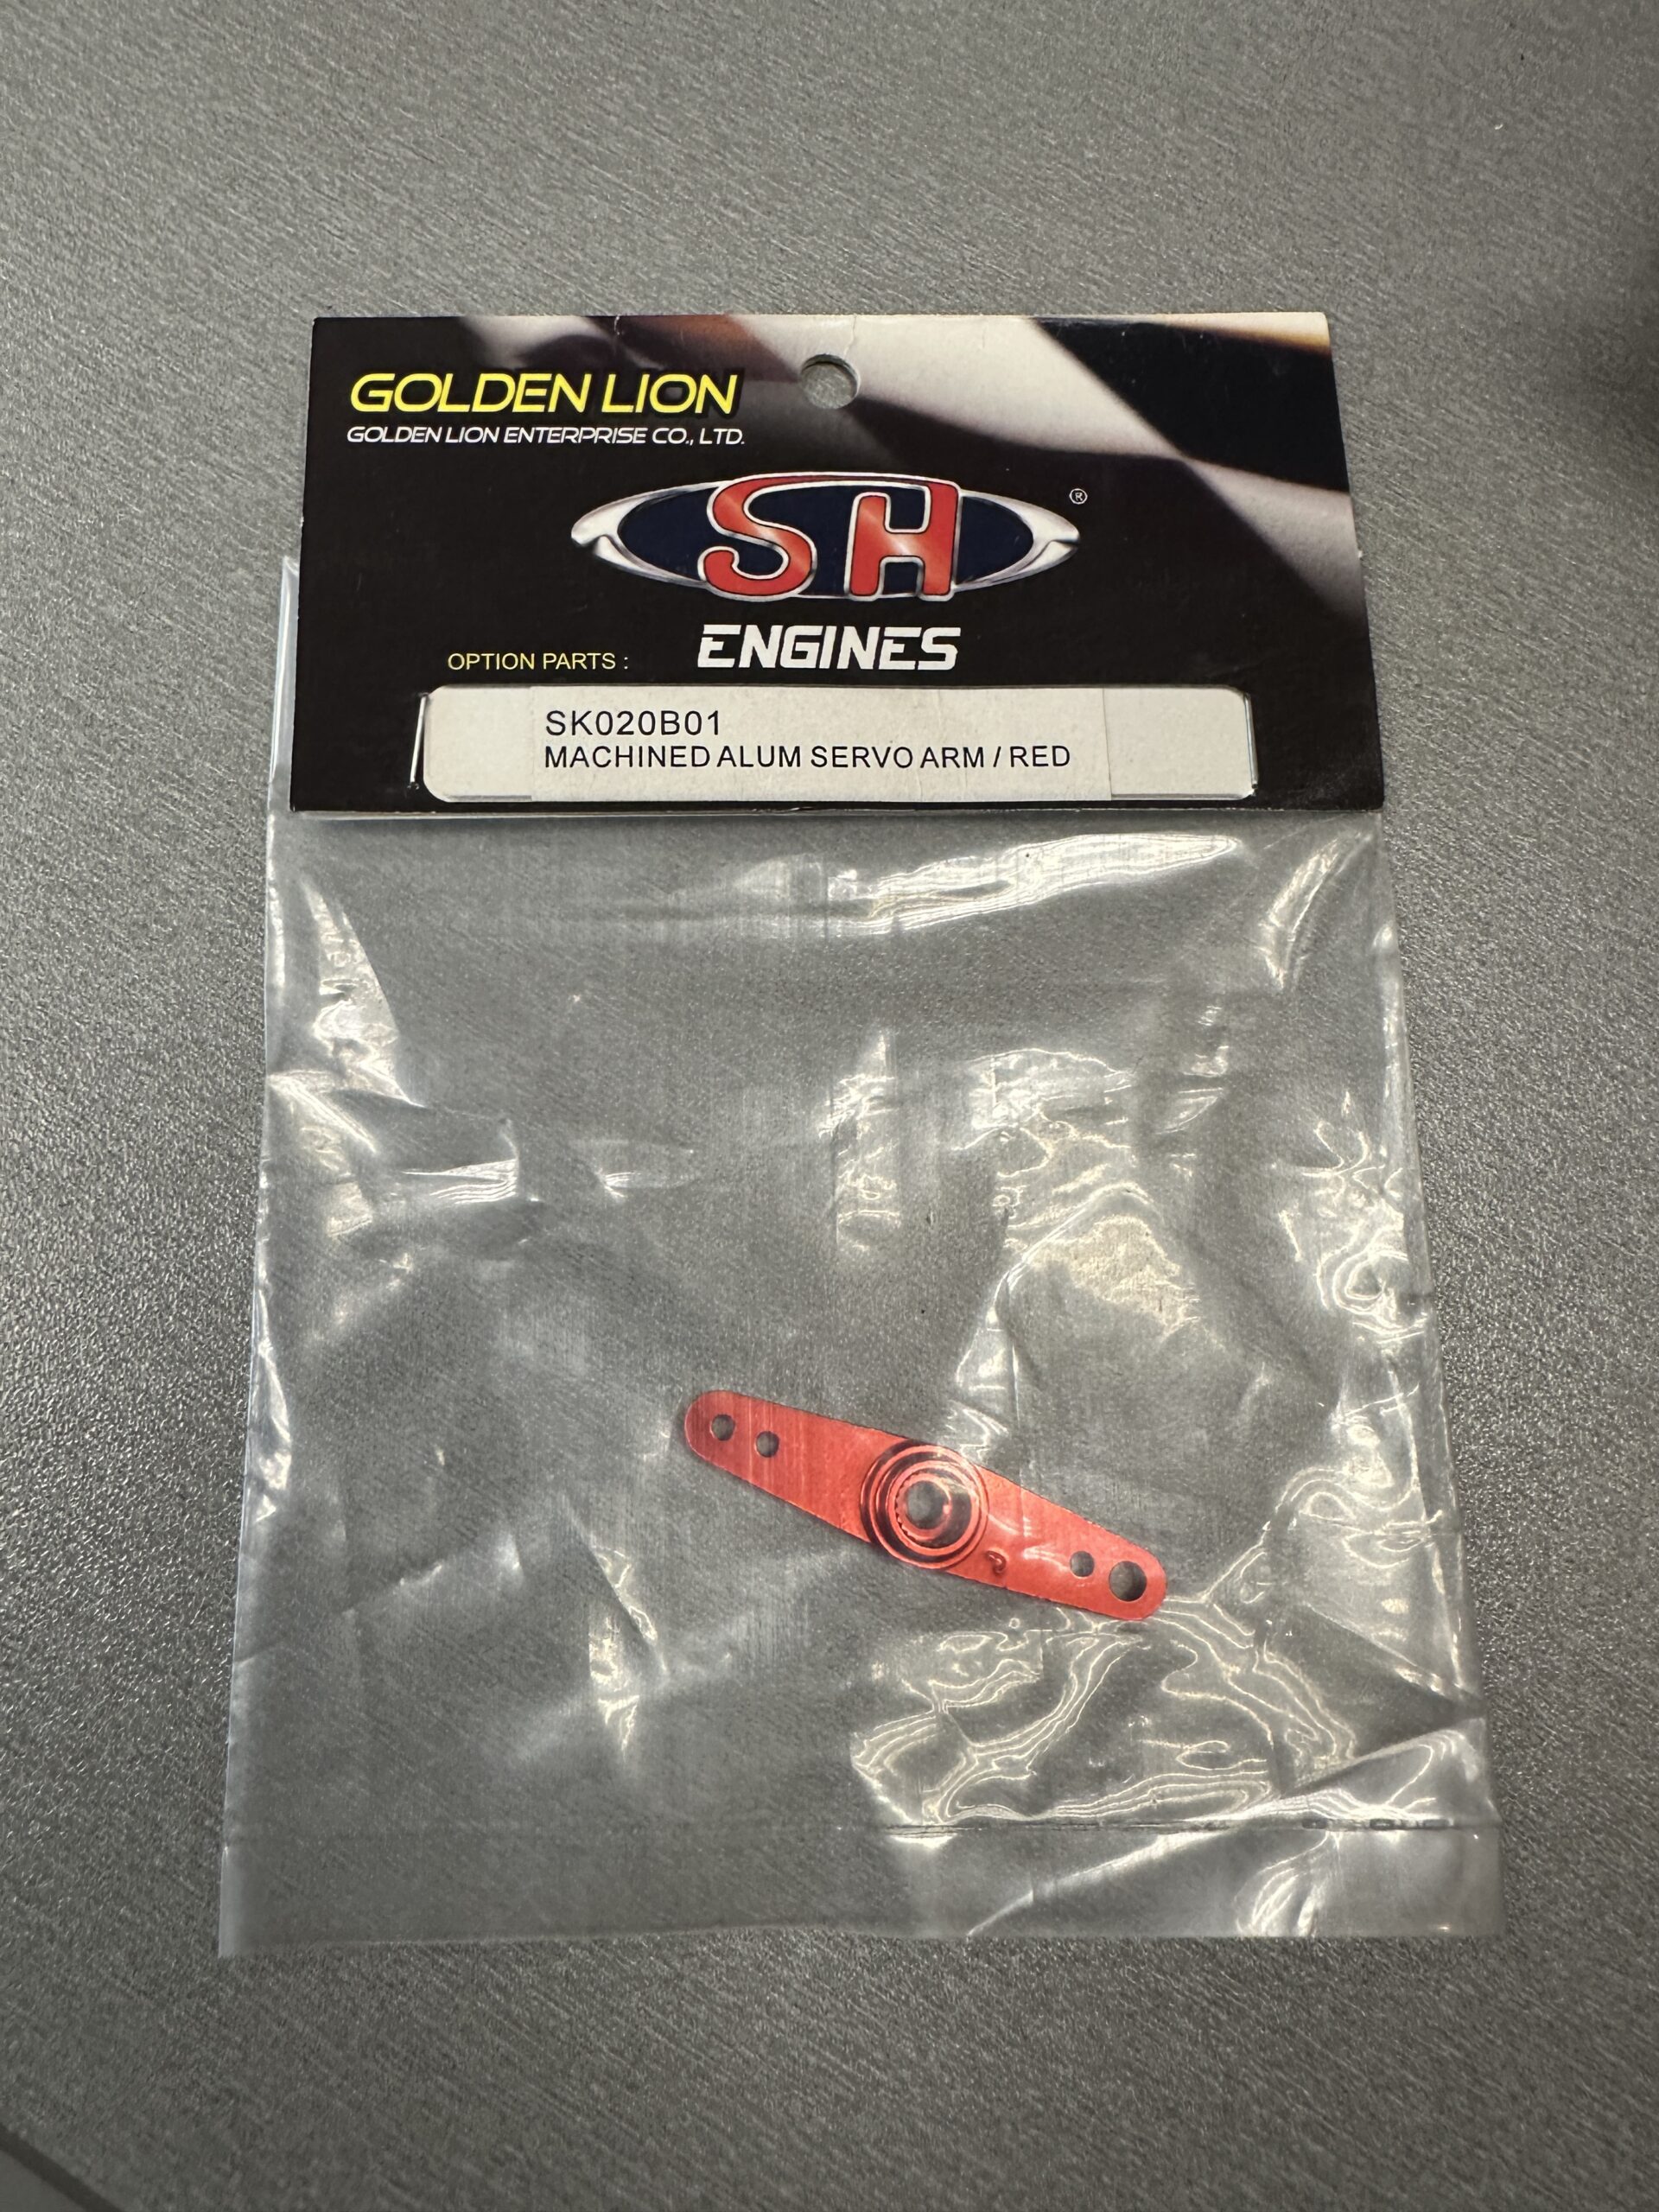 GOLDEN LION
GOLDEN LION ENTERPRISE CO., LTD.
SH ®
ENGINES
OPTION PARTS :
SK020B01
MACHINED ALUM SERVO ARM / RED